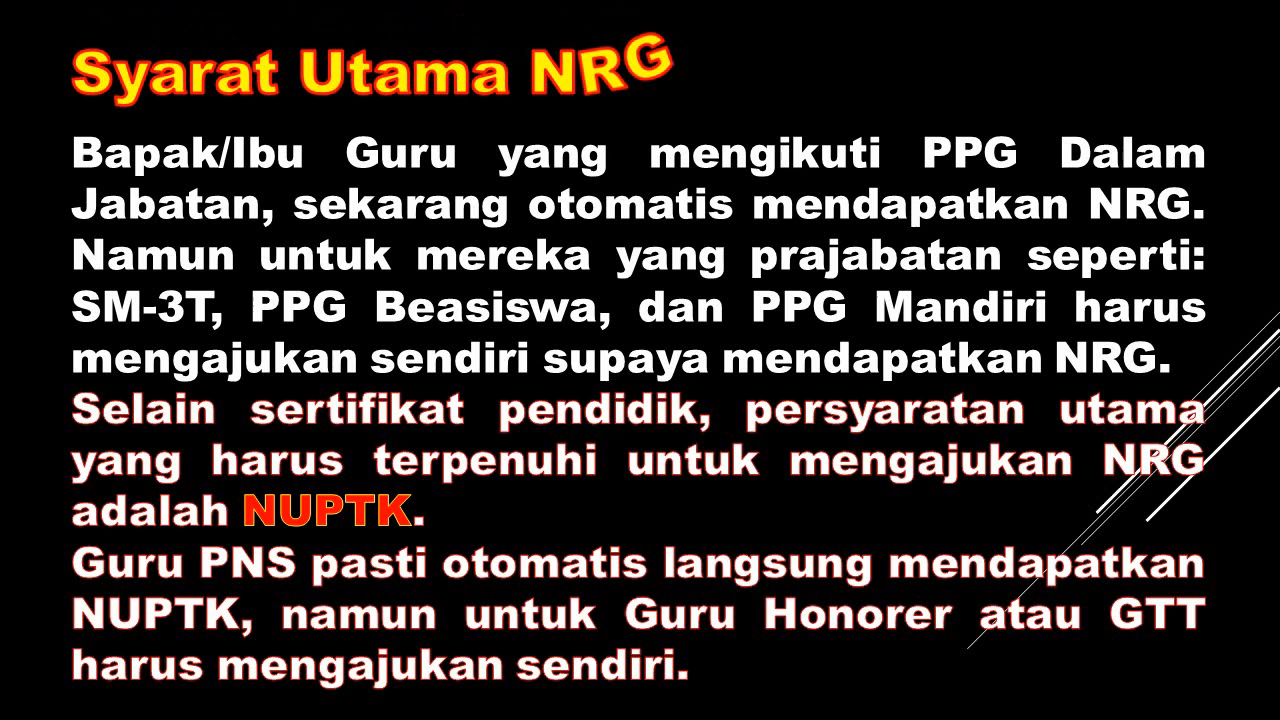 Syarat Utama NRG
Bapak/Ibu Guru yang mengikuti PPG Dalam
Jabatan, sekarang otomatis mendapatkan NRG.
Namun untuk mereka yang prajabatan seperti:
SM-3T, PPG Beasiswa, dan PPG Mandiri harus
mengajukan sendiri supaya mendapatkan NRG.
Selain sertifikat pendidik, persyaratan utama
yang harus terpenuhi untuk mengajukan NRG
adalah NUPTK.
Guru PNS pasti otomatis langsung mendapatkan
NUPTK, namun untuk Guru Honorer atau GTT
harus mengajukan sendiri.